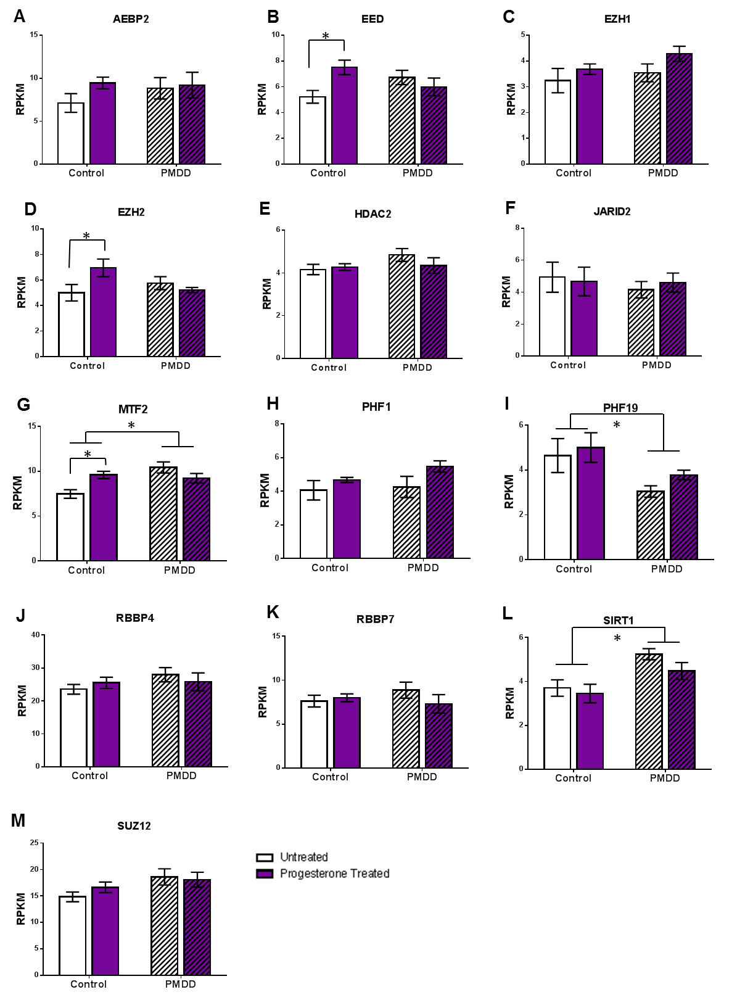 A
AEBP2
15
10
5
0
RPKM
Control
PMDD
B
EED
*
10
8
6
4
2
0
RPKM
Control
PMDD
C
EZH1
5
4
3
2
1
0
RPKM
Control
PMDD
D
EZH2
*
10
8
6
4
2
0
RPKM
Control
PMDD
E
HDAC2
6
4
2
0
RPKM
Control
PMDD
F
JARID2
8
6
4
2
0
RPKM
Control
PMDD
G
MTF2
*
*
15
10
5
0
RPKM
Control
PMDD
H
PHF1
8
6
4
2
0
RPKM
Control
PMDD
I
PHF19
*
6
4
2
0
RPKM
Control
PMDD
J
RBBP4
40
30
20
10
0
RPKM
Control
PMDD
K
RBBP7
15
10
5
0
RPKM
Control
PMDD
L
SIRT1
*
6
4
2
0
RPKM
Control
PMDD
M
SUZ12
25
20
15
10
5
0
RPKM
Control
PMDD
Untreated
Progesterone Treated